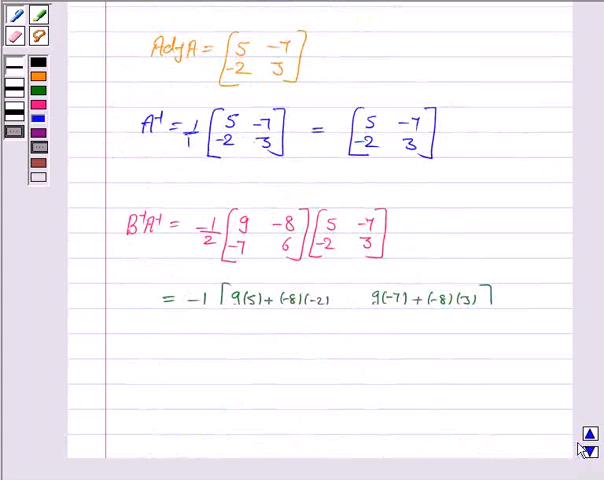 AdjA = [5 -7
-2 3]
A⁻¹ = 1/1 [5 -7 = [5 -7
-2 3] -2 3]
B⁻¹A⁻¹ = -1/2 [9 -8][5 -7
-7 6][-2 3]
= -1 [9(5)+(-8)(-2) 9(-7)+(-8)(3)]